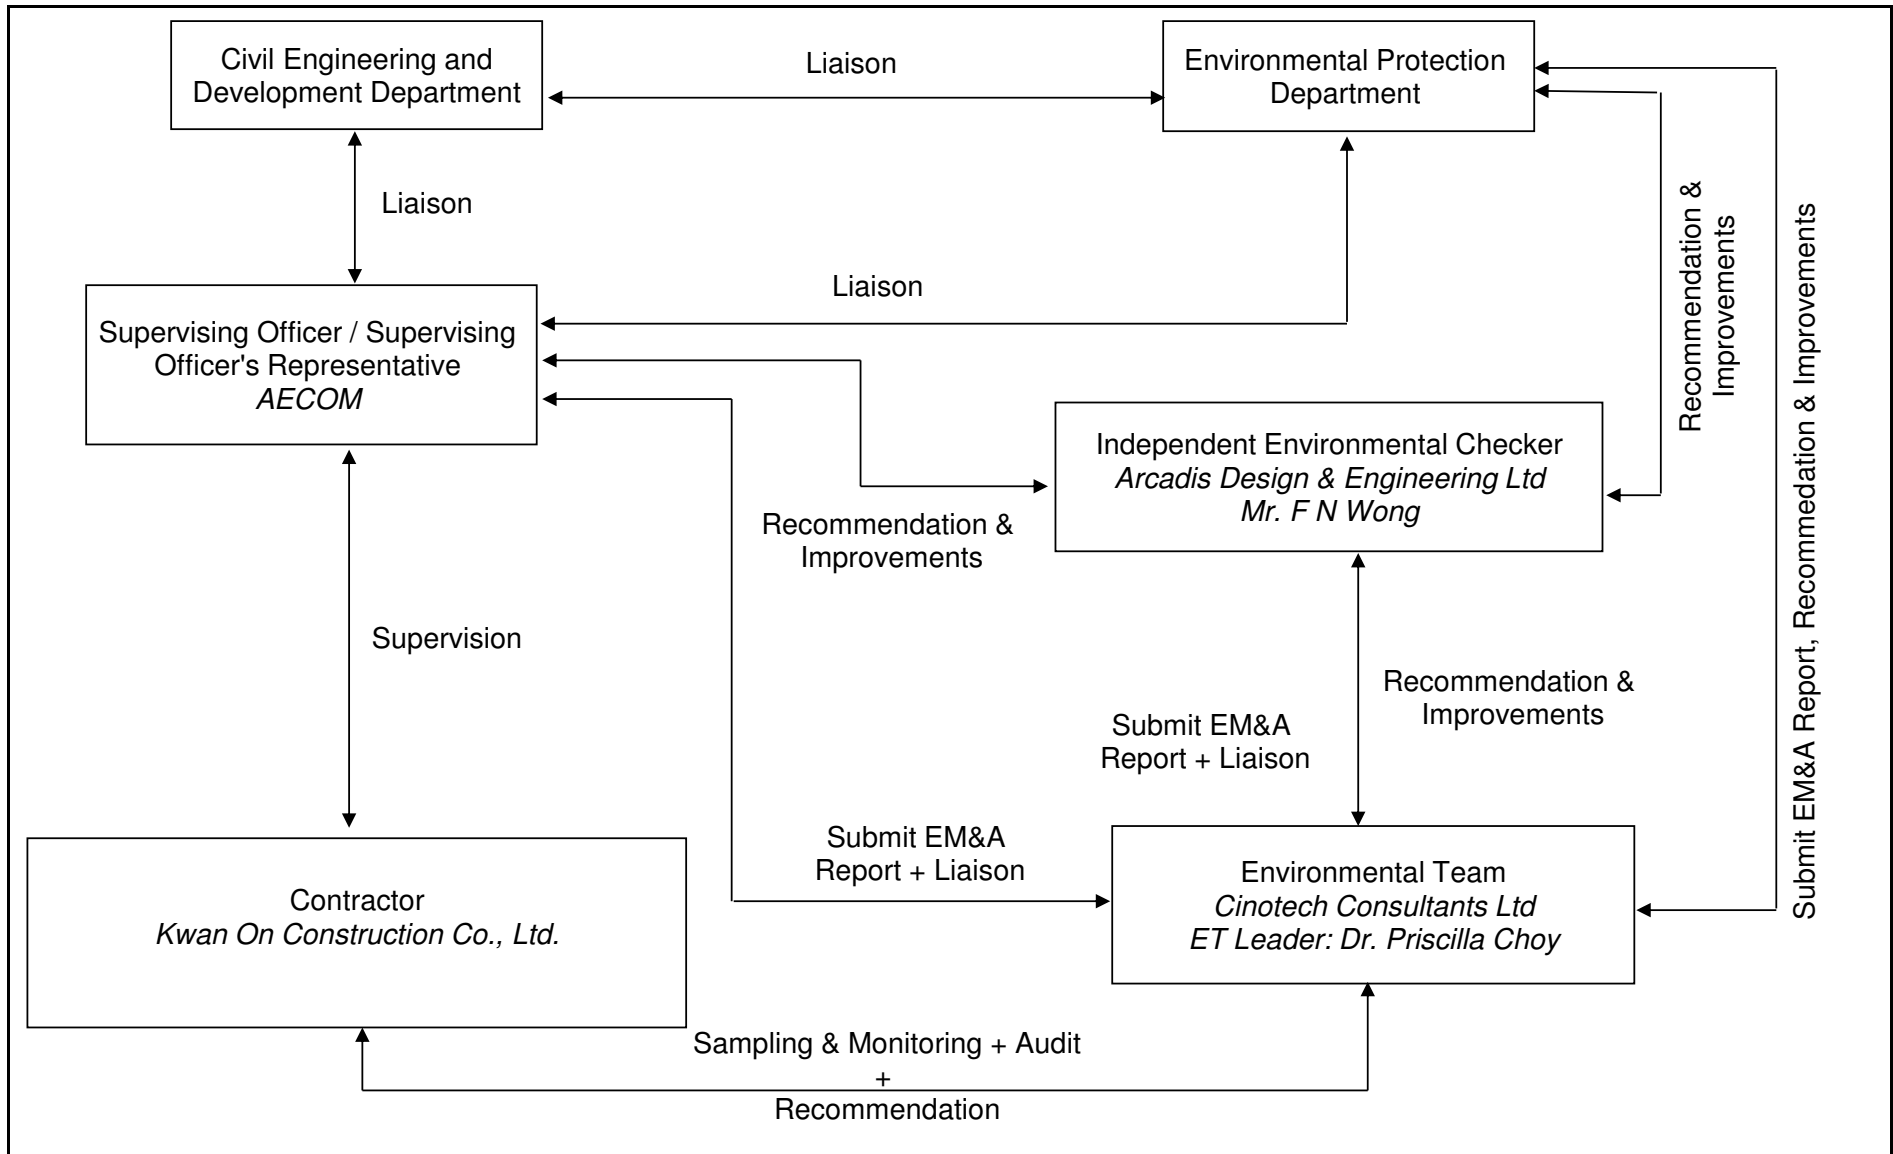 Civil Engineering and
Development Department
Liaison
Environmental Protection
Department
Liaison
Liaison
Supervising Officer / Supervising
Officer's Representative
AECOM
Recommendation &
Improvements
Submit EM&A Report, Recommedation & Improvements
Independent Environmental Checker
Arcadis Design & Engineering Ltd
Mr. F N Wong
Recommendation &
Improvements
Supervision
Recommendation &
Improvements
Submit EM&A
Report + Liaison
Submit EM&A
Report + Liaison
Contractor
Kwan On Construction Co., Ltd.
Environmental Team
Cinotech Consultants Ltd
ET Leader: Dr. Priscilla Choy
Sampling & Monitoring + Audit
+
Recommendation